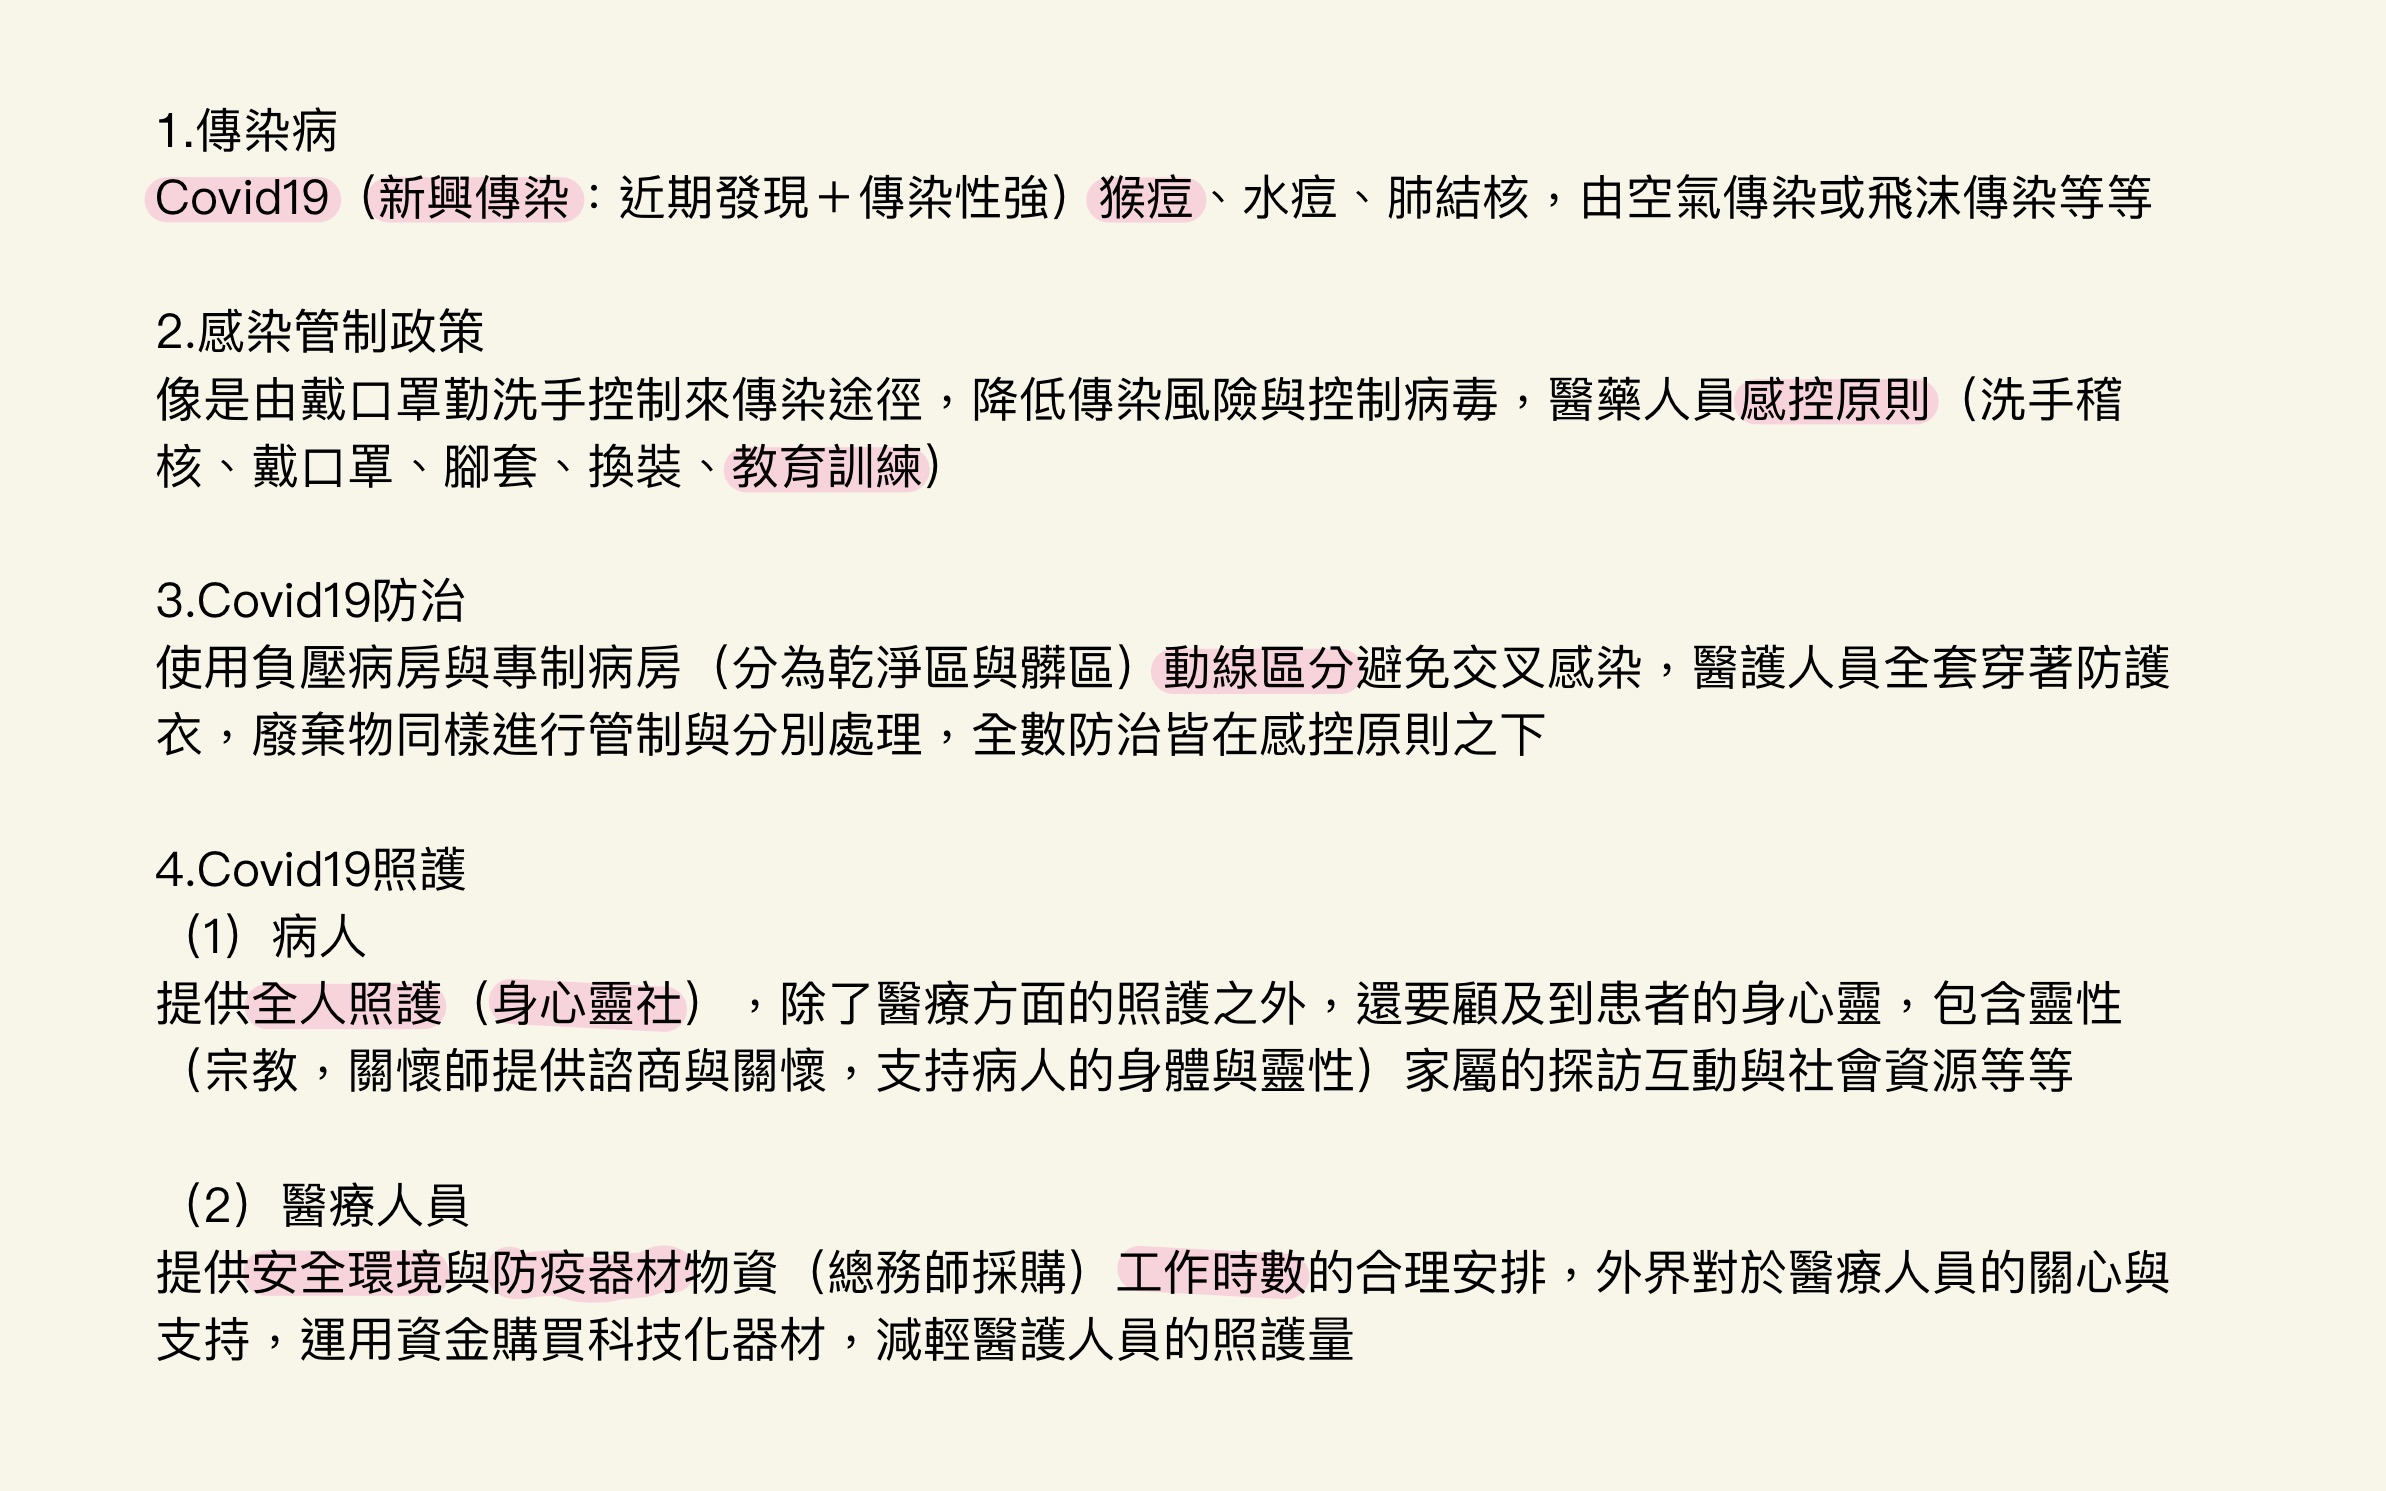 1.傳染病
Covid19（新興傳染：近期發現＋傳染性強）猴痘、水痘、肺結核，由空氣傳染或飛沫傳染等等
2.感染管制政策
像是由戴口罩勤洗手控制來傳染途徑，降低傳染風險與控制病毒，醫藥人員感控原則（洗手稽
核、戴口罩、腳套、換裝、教育訓練）
3.Covid19防治
使用負壓病房與專制病房（分為乾淨區與髒區）動線區分避免交叉感染，醫護人員全套穿著防護
衣，廢棄物同樣進行管制與分別處理，全數防治皆在感控原則之下
4.Covid19照護
（1）病人
提供全人照護（身心靈社），除了醫療方面的照護之外，還要顧及到患者的身心靈，包含靈性
（宗教，關懷師提供諮商與關懷，支持病人的身體與靈性）家屬的探訪互動與社會資源等等
（2）醫療人員
提供安全環境與防疫器材物資（總務師採購）工作時數的合理安排，外界對於醫療人員的關心與
支持，運用資金購買科技化器材，減輕醫護人員的照護量